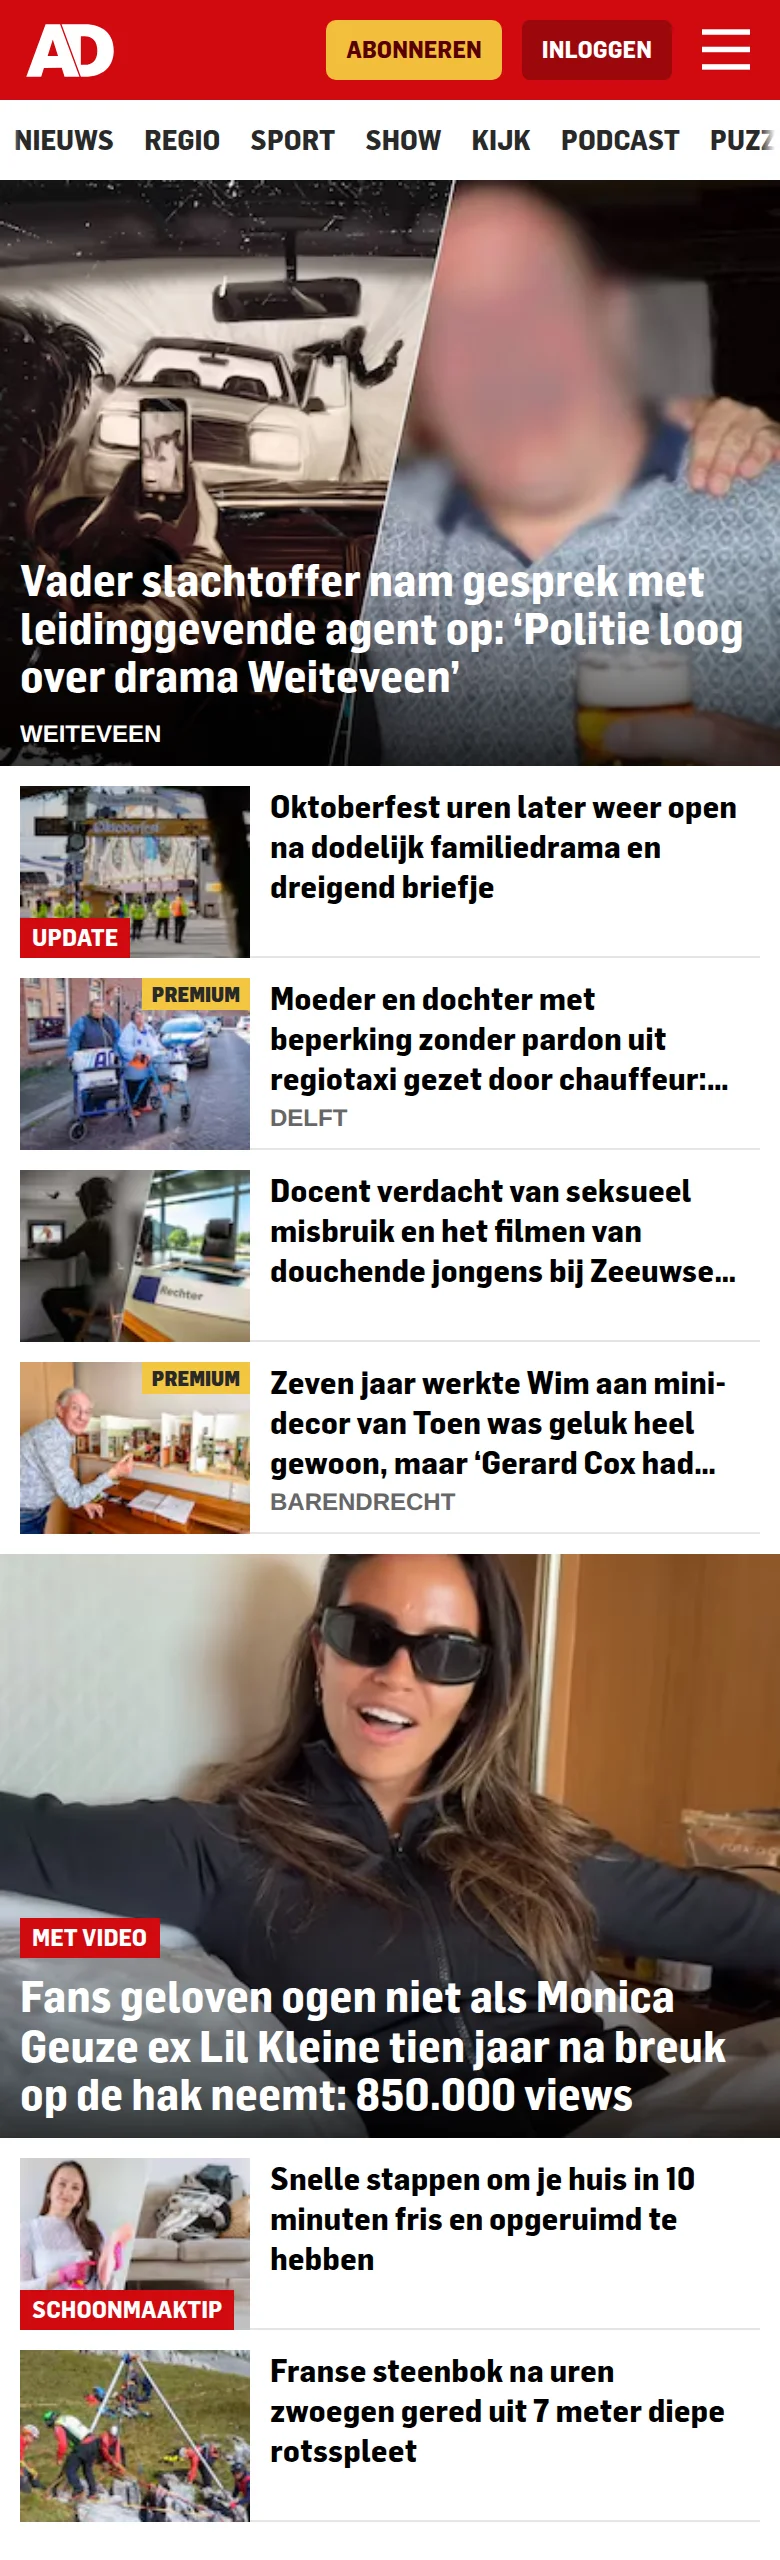 AD
ABONNEREN
INLOGGEN
NIEUWS REGIO SPORT SHOW KIJK PODCAST PUZZ
Vader slachtoffer nam gesprek met
leidinggevende agent op: ‘Politie loog
over drama Weiteveen’
WEITEVEEN
Oktoberfest
UPDATE
Oktoberfest uren later weer open
na dodelijk familiedrama en
dreigend briefje
PREMIUM
Moeder en dochter met
beperking zonder pardon uit
regiotaxi gezet door chauffeur:...
DELFT
Rechter
Docent verdacht van seksueel
misbruik en het filmen van
douchende jongens bij Zeeuwse...
PREMIUM
Zeven jaar werkte Wim aan mini-
decor van Toen was geluk heel
gewoon, maar ‘Gerard Cox had...
BARENDRECHT
MET VIDEO
Fans geloven ogen niet als Monica
Geuze ex Lil Kleine tien jaar na breuk
op de hak neemt: 850.000 views
SCHOONMAAKTIP
Snelle stappen om je huis in 10
minuten fris en opgeruimd te
hebben
Franse steenbok na uren
zwoegen gered uit 7 meter diepe
rotsspleet